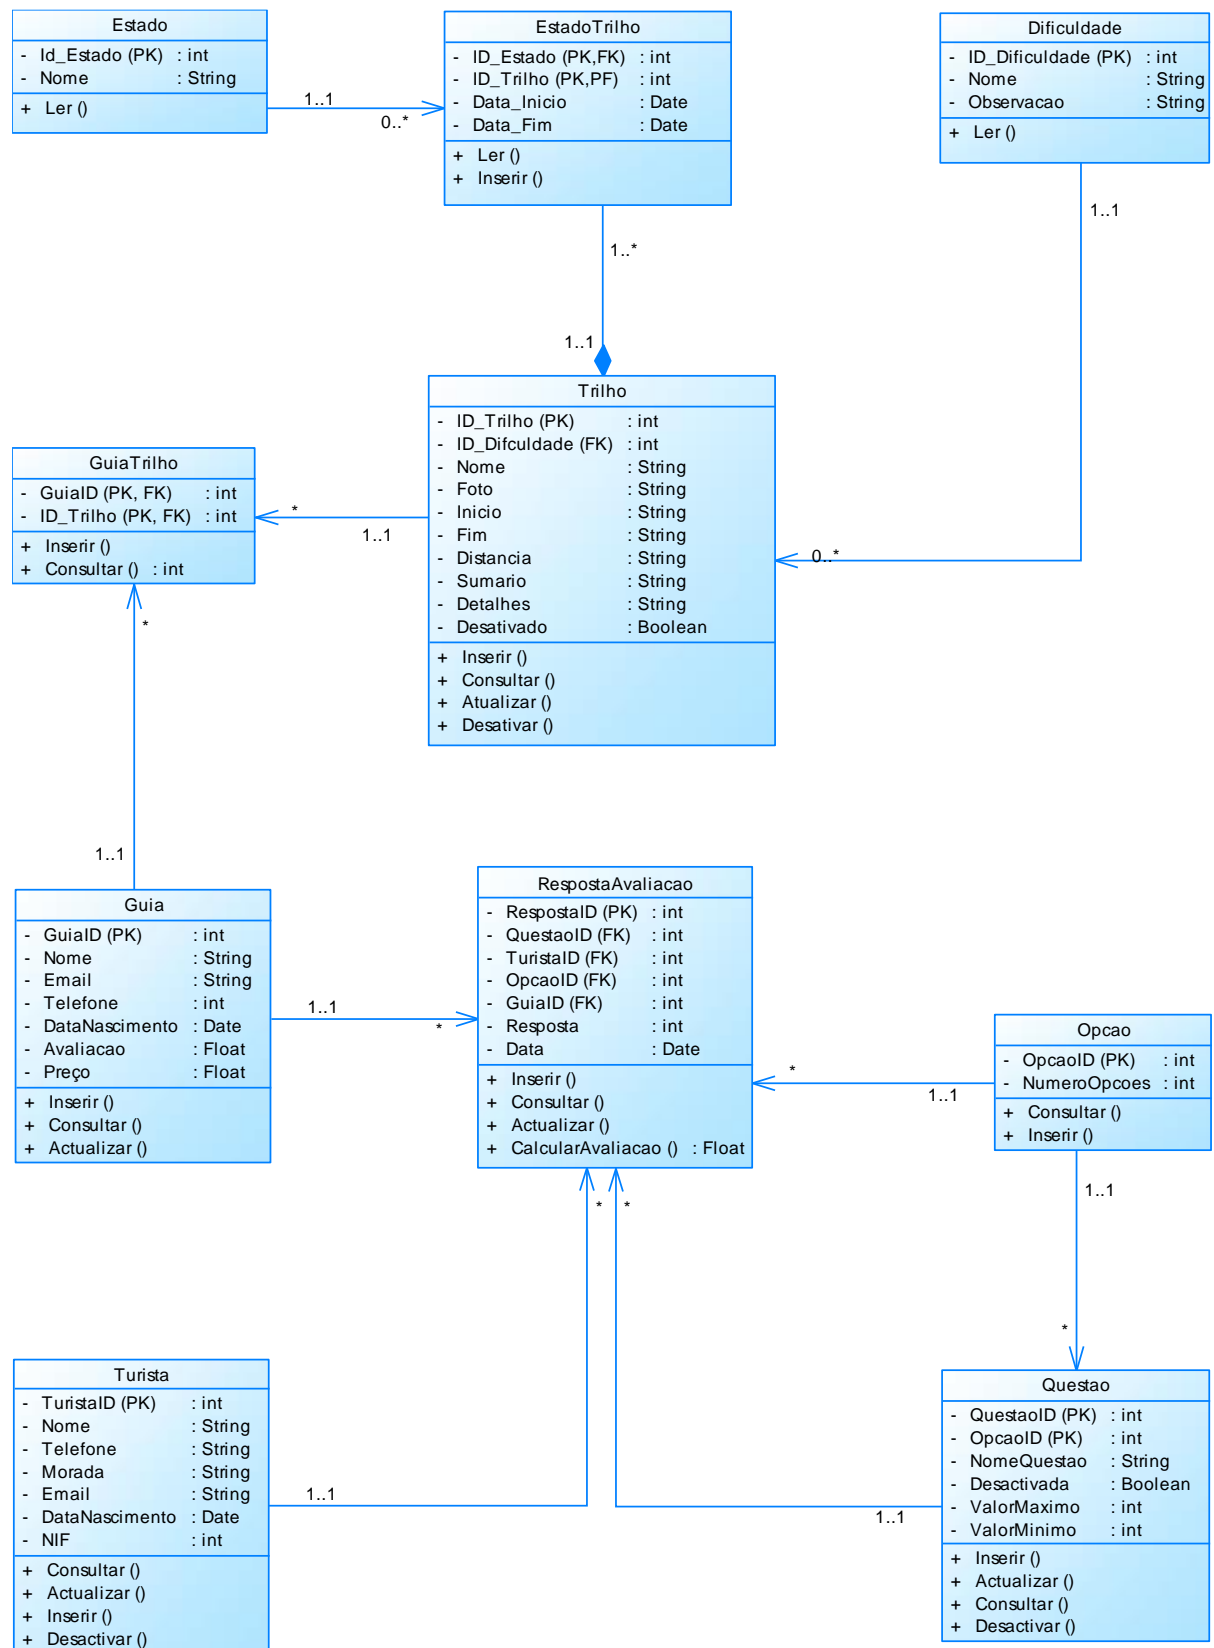 Estado
- Id_Estado (PK) : int
- Nome : String
+ Ler ()
1..1
0..*
EstadoTrilho
- ID_Estado (PK,FK) : int
- ID_Trilho (PK,PF) : int
- Data_Inicio : Date
- Data_Fim : Date
+ Ler ()
+ Inserir ()
Dificuldade
- ID_Dificuldade (PK) : int
- Nome : String
- Observacao : String
+ Ler ()
1..1
1..*
1..1
Trilho
- ID_Trilho (PK) : int
- ID_Difculdade (FK) : int
- Nome : String
- Foto : String
- Inicio : String
- Fim : String
- Distancia : String
- Sumario : String
- Detalhes : String
- Desativado : Boolean
+ Inserir ()
+ Consultar ()
+ Atualizar ()
+ Desativar ()
0..*
GuiaTrilho
- GuiaID (PK, FK) : int
- ID_Trilho (PK, FK) : int
+ Inserir ()
+ Consultar () : int
*
1..1
*
1..1
Guia
- GuiaID (PK) : int
- Nome : String
- Email : String
- Telefone : int
- DataNascimento : Date
- Avaliacao : Float
- Preço : Float
+ Inserir ()
+ Consultar ()
+ Actualizar ()
1..1
*
RespostaAvaliacao
- RespostaID (PK) : int
- QuestaoID (FK) : int
- TuristaID (FK) : int
- OpcaoID (FK) : int
- GuiaID (FK) : int
- Resposta : int
- Data : Date
+ Inserir ()
+ Consultar ()
+ Actualizar ()
+ CalcularAvaliacao () : Float
*
1..1
Opcao
- OpcaoID (PK) : int
- NumeroOpcoes : int
+ Consultar ()
+ Inserir ()
1..1
*
* *
Turista
- TuristaID (PK) : int
- Nome : String
- Telefone : String
- Morada : String
- Email : String
- DataNascimento : Date
- NIF : int
+ Consultar ()
+ Actualizar ()
+ Inserir ()
+ Desactivar ()
1..1
1..1
Questao
- QuestaoID (PK) : int
- OpcaoID (PK) : int
- NomeQuestao : String
- Desactivada : Boolean
- ValorMaximo : int
- ValorMinimo : int
+ Inserir ()
+ Actualizar ()
+ Consultar ()
+ Desactivar ()